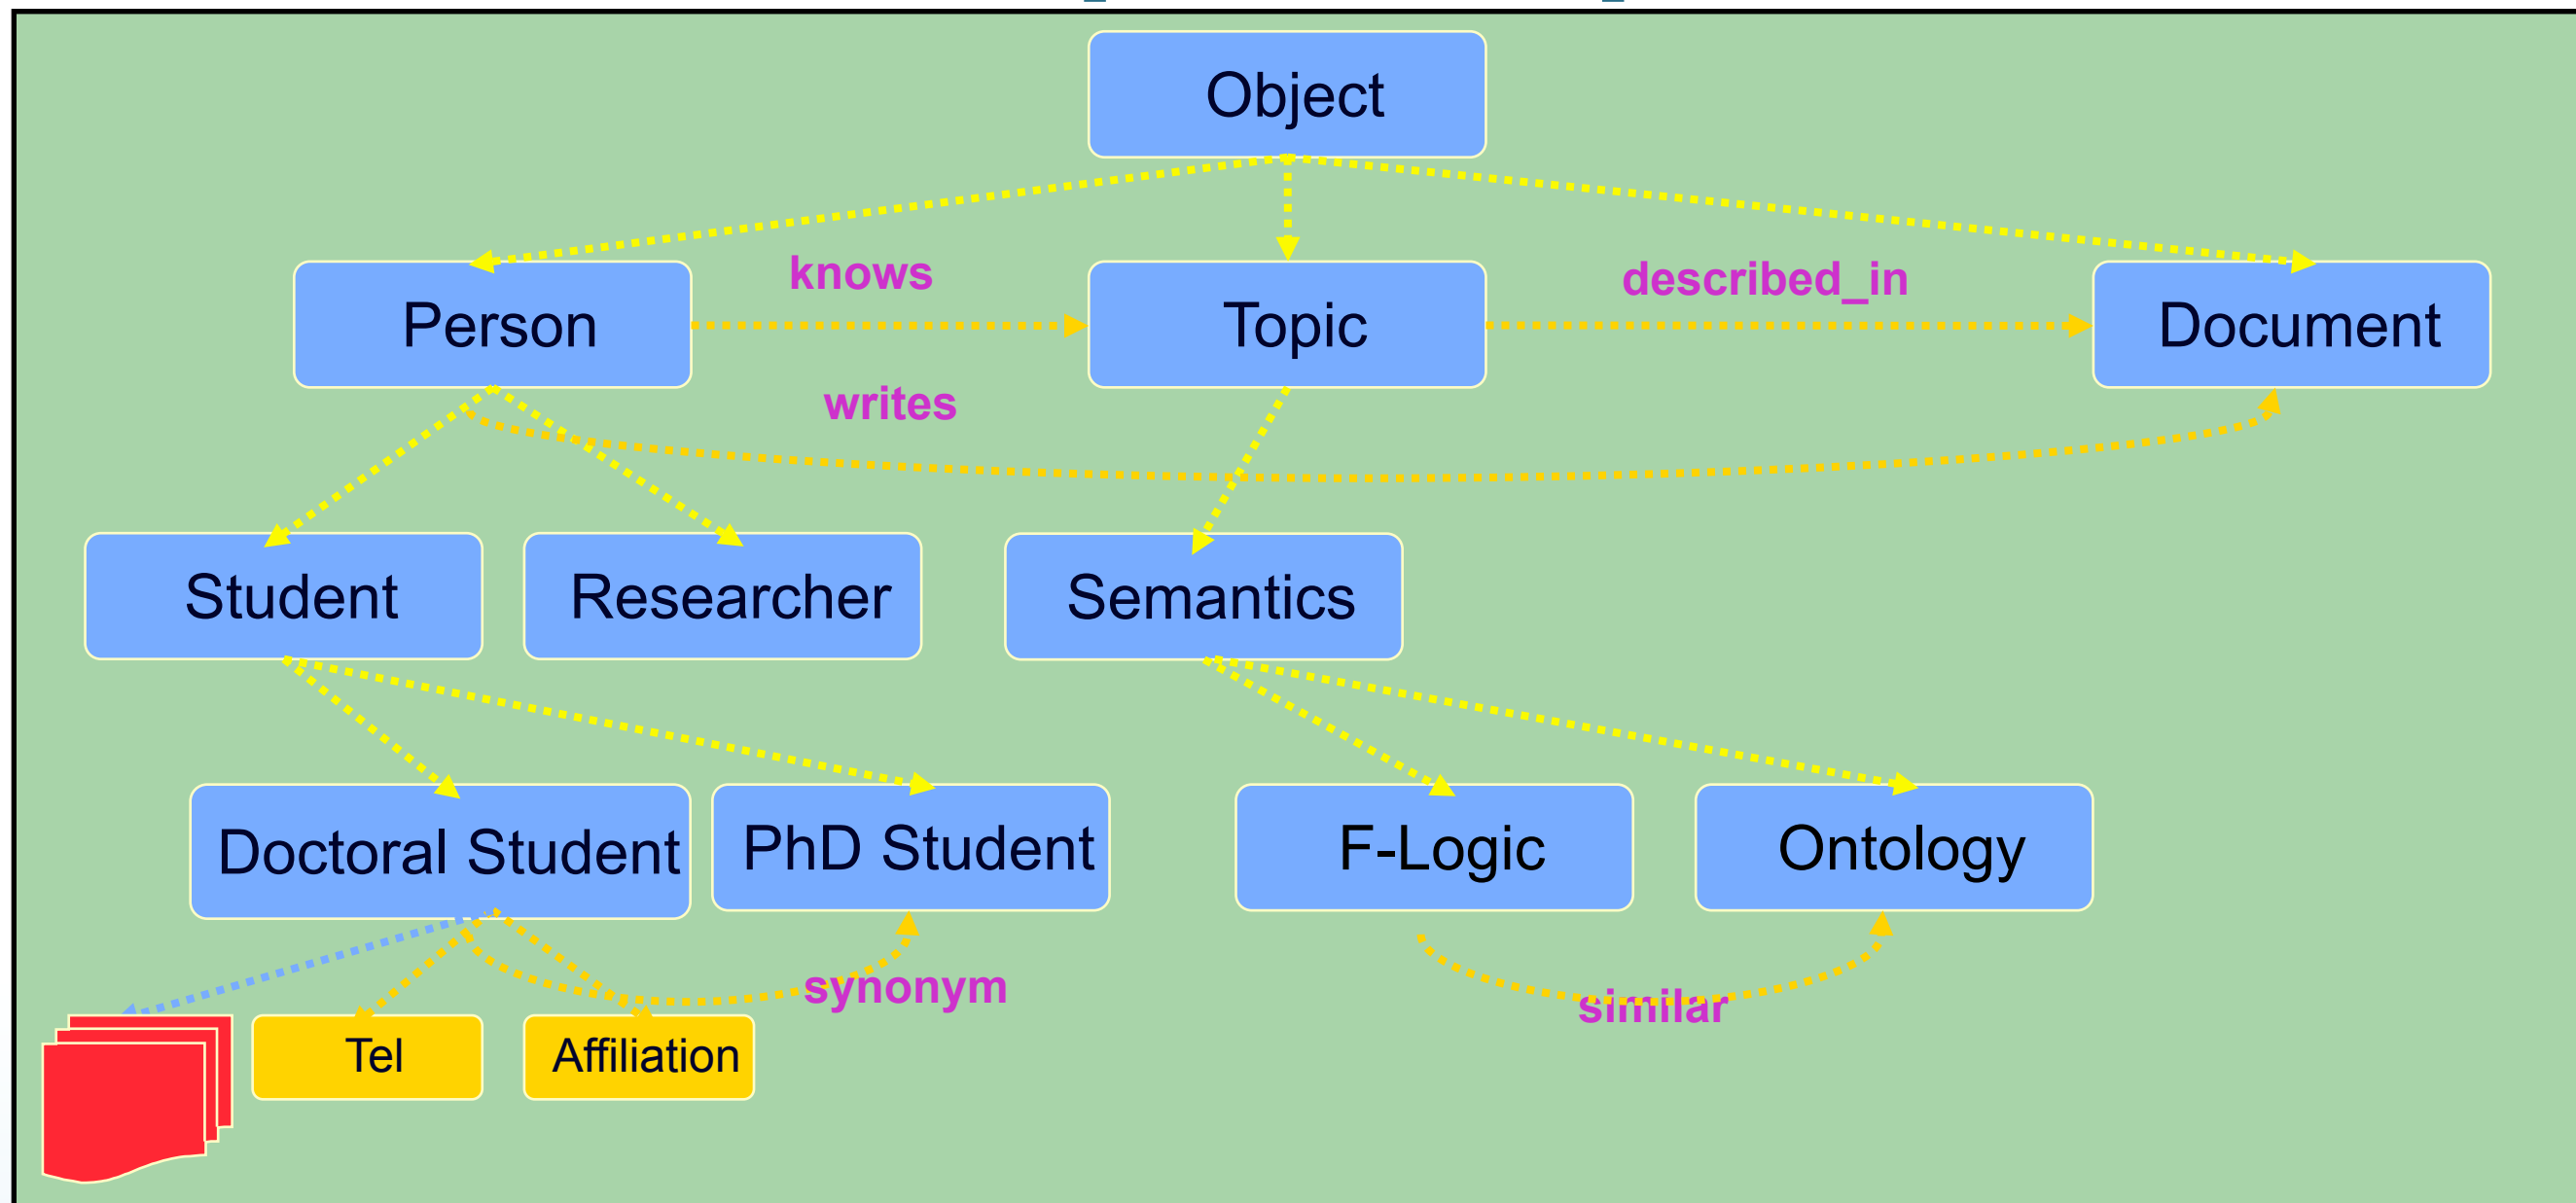 Object
knows
described_in
Person
Topic
Document
writes
Student
Researcher
Semantics
Doctoral Student
PhD Student
F-Logic
Ontology
synonym
similar
Tel
Affiliation